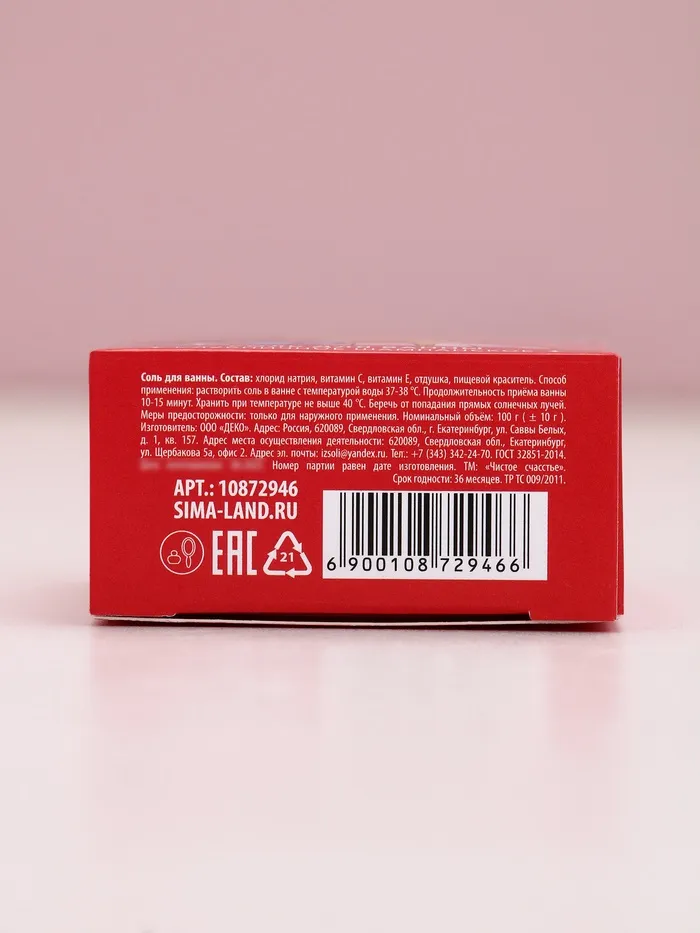 Соль для ванны. Состав: хлорид натрия, витамин С, витамин Е, отдушка, пищевой краситель. Способ
применения: растворить соль в ванне с температурой воды 37-38 °С. Продолжительность приёма ванны
10-15 минут. Хранить при температуре не выше 40 °С. Беречь от попадания прямых солнечных лучей.
Меры предосторожности: только для наружного применения. Номинальный объём: 100 г ( ± 10 г ).
Изготовитель: ООО «ДЕКО». Адрес: Россия, 620089, Свердловская обл., г. Екатеринбург, ул. Саввы Белых,
д. 1, кв. 157. Адрес места осуществления деятельности: 620089, Свердловская обл., Екатеринбург,
ул. Щербакова 5а, офис 2. Адрес эл. почты: izsoli@yandex.ru. Тел.: +7 (343) 342-24-70. ГОСТ 32851-2014.
Номер партии равен дате изготовления. ТМ: «Чистое счастье».
Срок годности: 36 месяцев. ТР ТС 009/2011.
АРТ.: 10872946
SIMA-LAND.RU
EAC
21
6 900108 729466